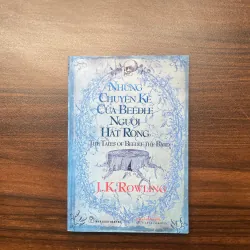 NHỮNG
CHUYỆN KỂ
CỦA BEEDLE
NGƯỜI
HÁT RONG
THE TALES OF BEEDLE THE BARD
J.K.ROWLING